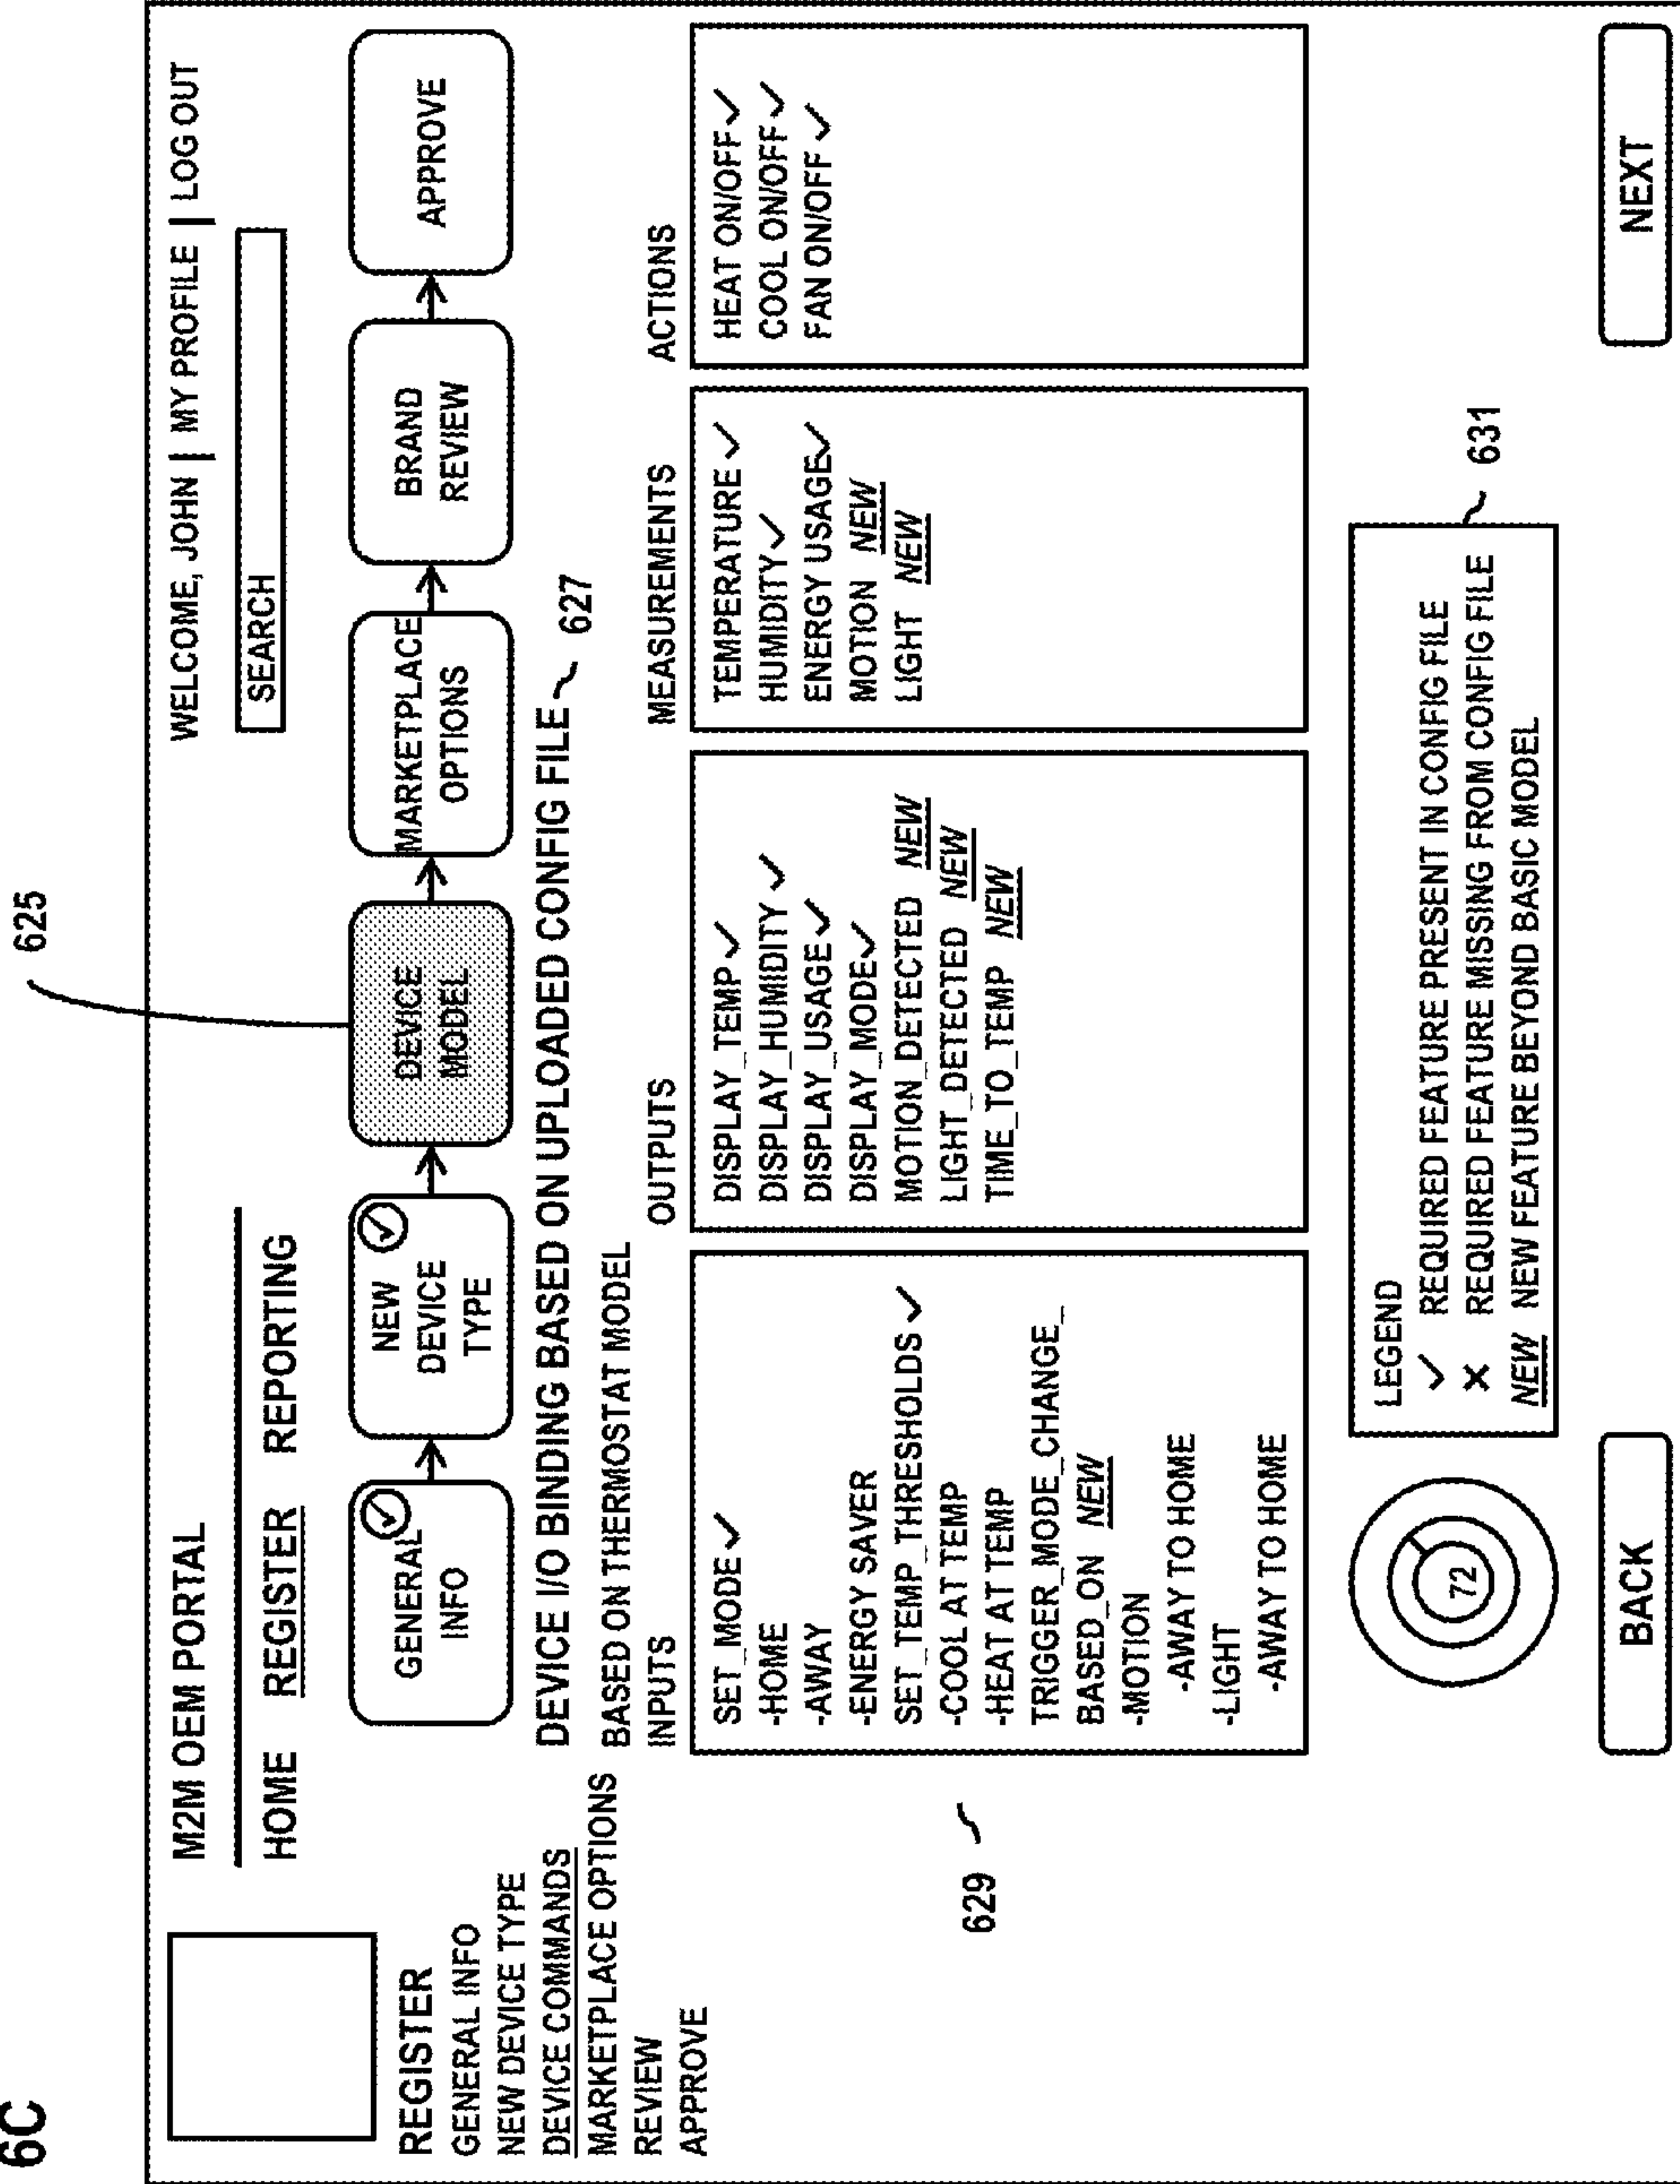 6C
625
M2M OEM PORTAL
WELCOME, JOHN | MY PROFILE | LOG OUT
HOME REGISTER REPORTING
SEARCH
REGISTER
GENERAL INFO
NEW DEVICE TYPE
DEVICE COMMANDS
MARKETPLACE OPTIONS
REVIEW
APPROVE
GENERAL
INFO
NEW
DEVICE
TYPE
DEVICE
MODEL
MARKETPLACE
OPTIONS
BRAND
REVIEW
APPROVE
DEVICE I/O BINDING BASED ON UPLOADED CONFIG FILE
627
BASED ON THERMOSTAT MODEL
INPUTS
SET_MODE ✓
-HOME
-AWAY
-ENERGY SAVER
SET_TEMP_THRESHOLDS ✓
-COOL AT TEMP
-HEAT AT TEMP
TRIGGER_MODE_CHANGE_
BASED_ON NEW
-MOTION
-AWAY TO HOME
-LIGHT
-AWAY TO HOME
629
OUTPUTS
DISPLAY_TEMP ✓
DISPLAY_HUMIDITY ✓
DISPLAY_USAGE ✓
DISPLAY_MODE ✓
MOTION_DETECTED NEW
LIGHT_DETECTED NEW
TIME_TO_TEMP NEW
MEASUREMENTS
TEMPERATURE ✓
HUMIDITY ✓
ENERGY USAGE ✓
MOTION NEW
LIGHT NEW
ACTIONS
HEAT ON/OFF ✓
COOL ON/OFF ✓
FAN ON/OFF ✓
72
LEGEND
✓ REQUIRED FEATURE PRESENT IN CONFIG FILE
× REQUIRED FEATURE MISSING FROM CONFIG FILE
NEW NEW FEATURE BEYOND BASIC MODEL
631
BACK
NEXT